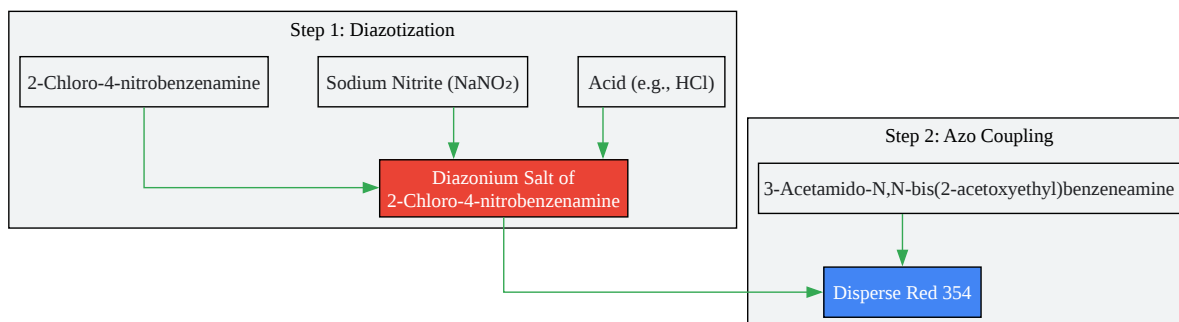 Step 1: Diazotization
2-Chloro-4-nitrobenzenamine
Sodium Nitrite (NaNO₂)
Acid (e.g., HCl)
Diazonium Salt of
2-Chloro-4-nitrobenzenamine
Step 2: Azo Coupling
3-Acetamido-N,N-bis(2-acetoxyethyl)benzeneamine
Disperse Red 354